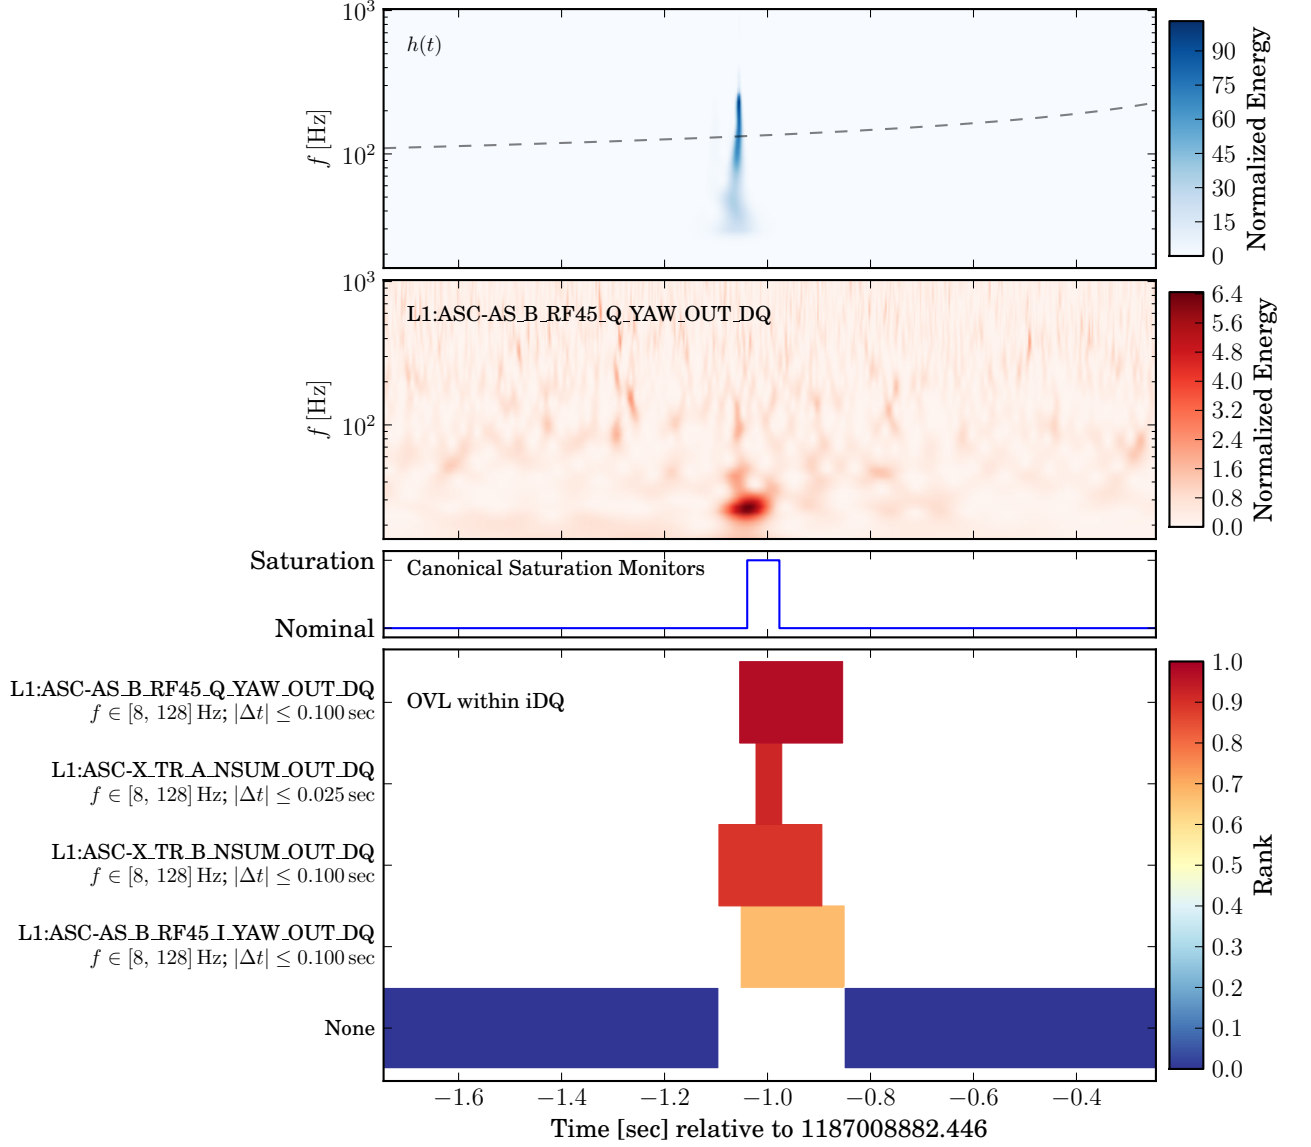 10³
h(t)
10²
f [Hz]
90
75
60
45
30
15
0
Normalized Energy
10³
L1:ASC-AS_B_RF45_Q_YAW_OUT_DQ
10²
f [Hz]
6.4
5.6
4.8
4.0
3.2
2.4
1.6
0.8
0.0
Normalized Energy
Saturation
Canonical Saturation Monitors
Nominal
L1:ASC-AS_B_RF45_Q_YAW_OUT_DQ
f ∈ [8, 128] Hz; |Δt| ≤ 0.100 sec
OVL within iDQ
L1:ASC-X_TR_A_NSUM_OUT_DQ
f ∈ [8, 128] Hz; |Δt| ≤ 0.025 sec
L1:ASC-X_TR_B_NSUM_OUT_DQ
f ∈ [8, 128] Hz; |Δt| ≤ 0.100 sec
L1:ASC-AS_B_RF45_I_YAW_OUT_DQ
f ∈ [8, 128] Hz; |Δt| ≤ 0.100 sec
None
1.0
0.9
0.8
0.7
0.6
0.5
0.4
0.3
0.2
0.1
0.0
Rank
−1.6 −1.4 −1.2 −1.0 −0.8 −0.6 −0.4
Time [sec] relative to 1187008882.446